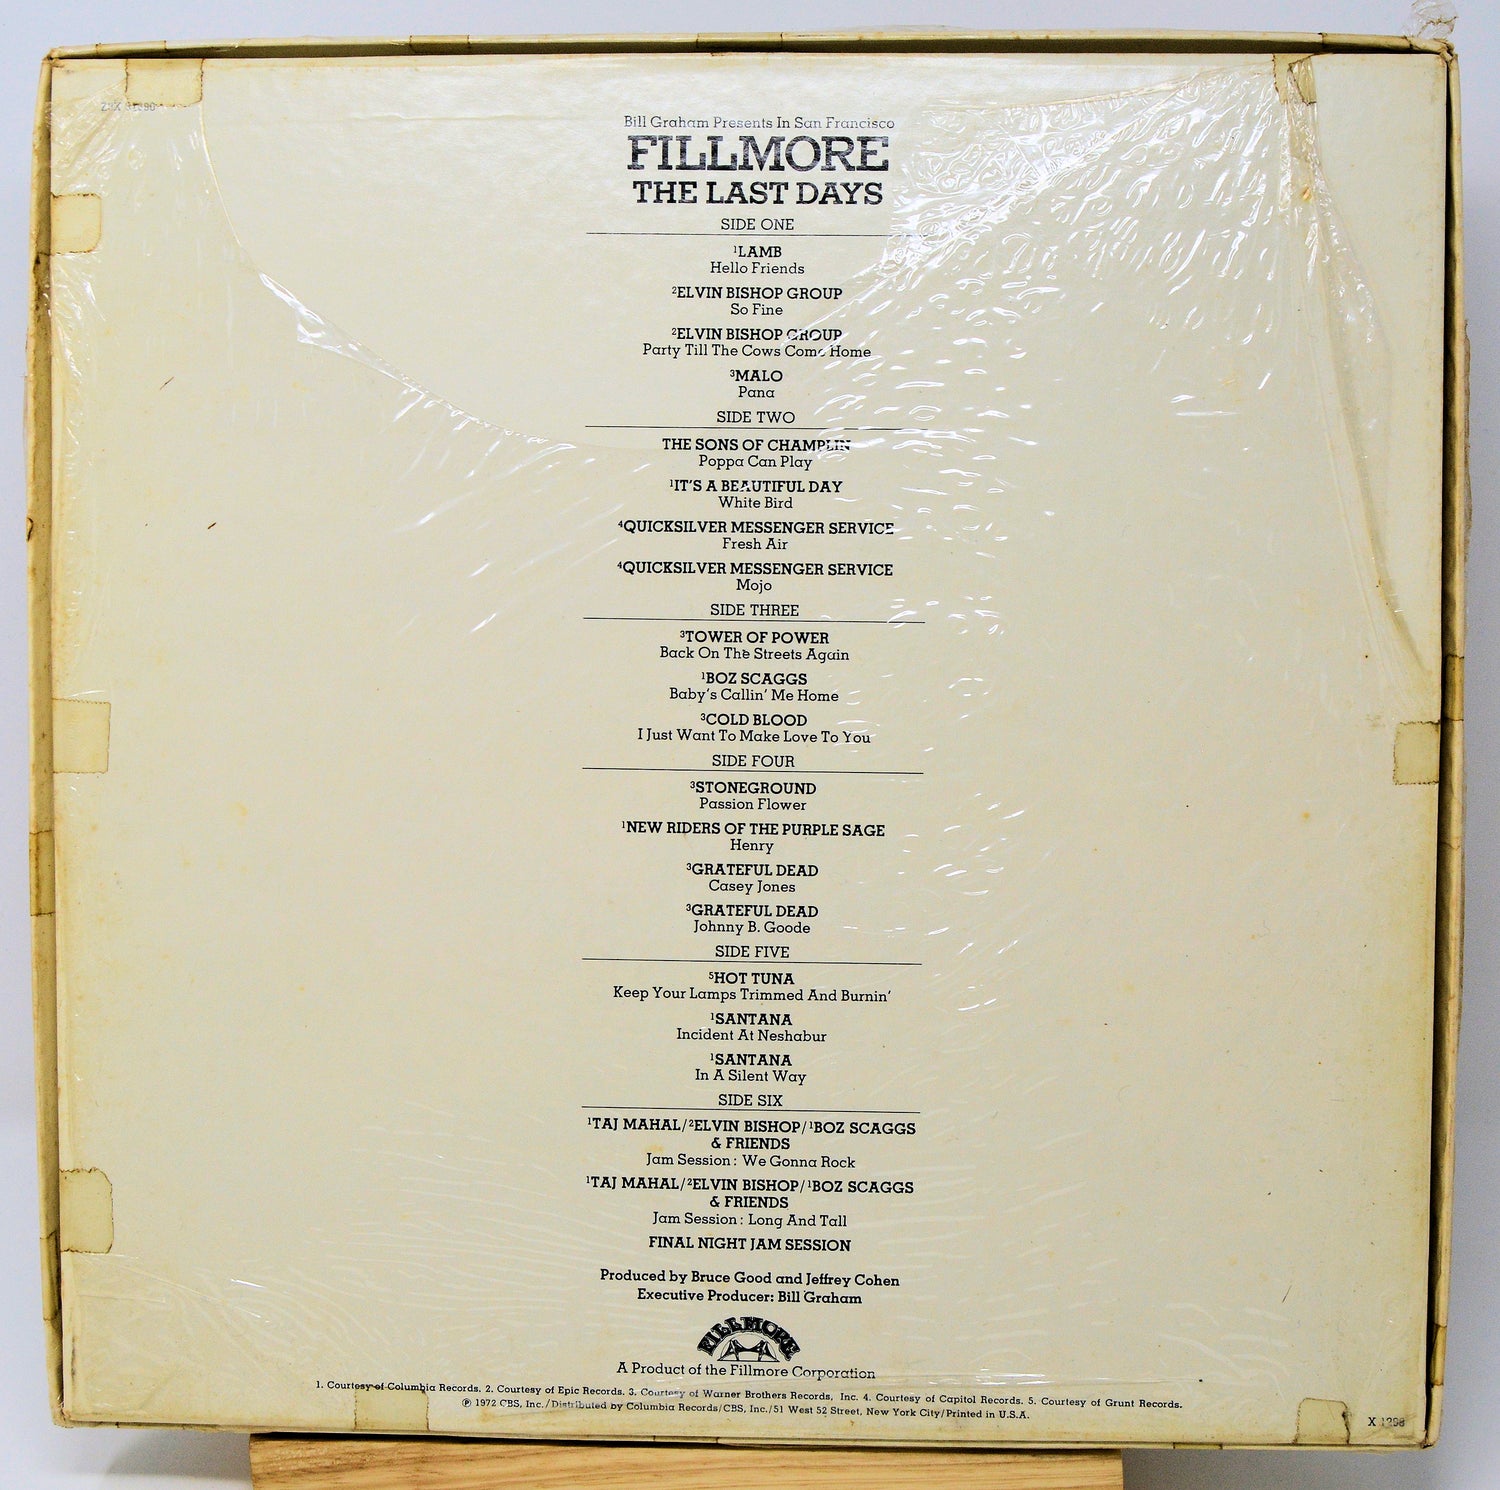 Bill Graham Presents In San Francisco
FILLMORE
THE LAST DAYS
SIDE ONE
¹LAMB
Hello Friends
²ELVIN BISHOP GROUP
So Fine
²ELVIN BISHOP GROUP
Party Till The Cows Come Home
³MALO
Pana
SIDE TWO
THE SONS OF CHAMPLIN
Poppa Can Play
¹IT'S A BEAUTIFUL DAY
White Bird
⁴QUICKSILVER MESSENGER SERVICE
Fresh Air
⁴QUICKSILVER MESSENGER SERVICE
Mojo
SIDE THREE
³TOWER OF POWER
Back On The Streets Again
¹BOZ SCAGGS
Baby's Callin' Me Home
³COLD BLOOD
I Just Want To Make Love To You
SIDE FOUR
³STONEGROUND
Passion Flower
¹NEW RIDERS OF THE PURPLE SAGE
Henry
³GRATEFUL DEAD
Casey Jones
³GRATEFUL DEAD
Johnny B. Goode
SIDE FIVE
⁵HOT TUNA
Keep Your Lamps Trimmed And Burnin'
¹SANTANA
Incident At Neshabur
¹SANTANA
In A Silent Way
SIDE SIX
¹TAJ MAHAL/²ELVIN BISHOP/¹BOZ SCAGGS
& FRIENDS
Jam Session: We Gonna Rock
¹TAJ MAHAL/²ELVIN BISHOP/¹BOZ SCAGGS
& FRIENDS
Jam Session: Long And Tall
FINAL NIGHT JAM SESSION
Produced by Bruce Good and Jeffrey Cohen
Executive Producer: Bill Graham
FILLMORE
A Product of the Fillmore Corporation
1. Courtesy of Columbia Records. 2. Courtesy of Epic Records. 3. Courtesy of Warner Brothers Records, Inc. 4. Courtesy of Capitol Records. 5. Courtesy of Grunt Records.
℗ 1972 CBS, Inc./Distributed by Columbia Records/CBS, Inc./51 West 52 Street, New York City/Printed in U.S.A.
X